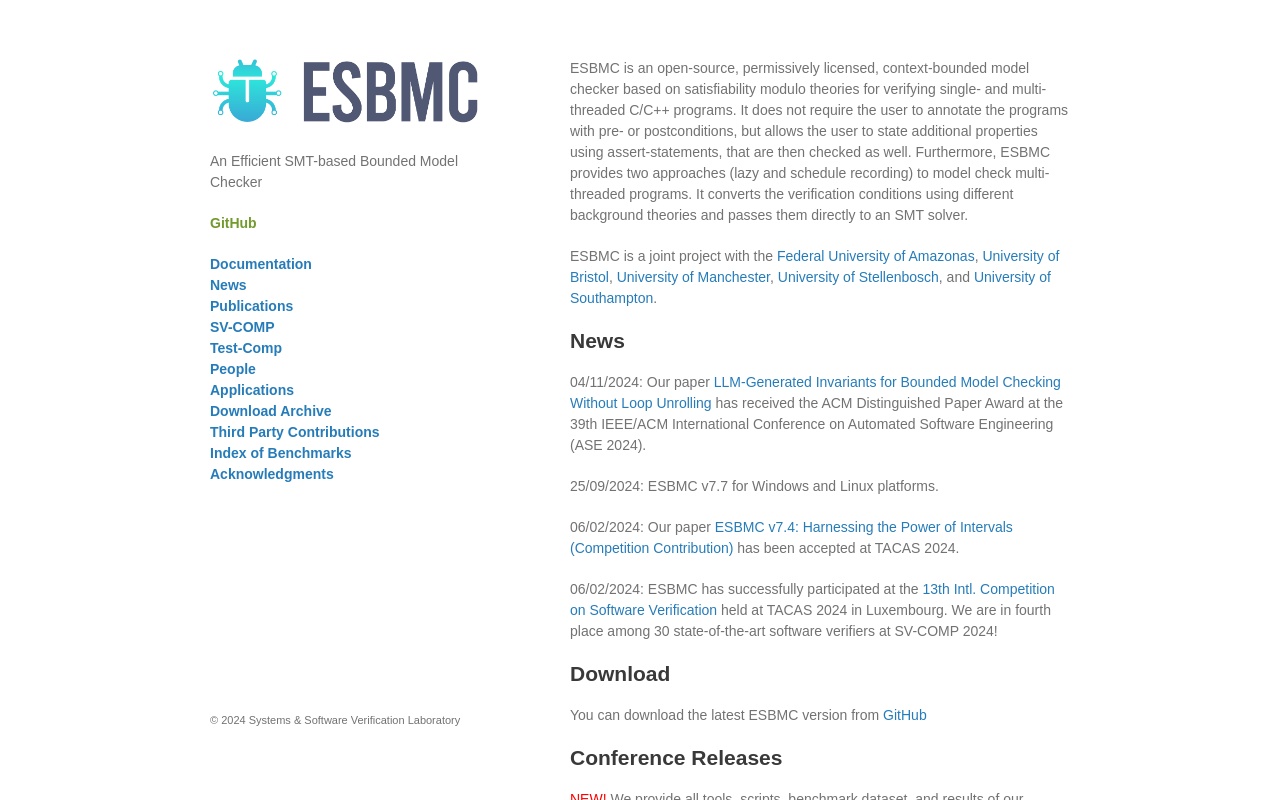 ESBMC
An Efficient SMT-based Bounded Model
Checker
GitHub
Documentation
News
Publications
SV-COMP
Test-Comp
People
Applications
Download Archive
Third Party Contributions
Index of Benchmarks
Acknowledgments
© 2024 Systems & Software Verification Laboratory
ESBMC is an open-source, permissively licensed, context-bounded model
checker based on satisfiability modulo theories for verifying single- and multi-
threaded C/C++ programs. It does not require the user to annotate the programs
with pre- or postconditions, but allows the user to state additional properties
using assert-statements, that are then checked as well. Furthermore, ESBMC
provides two approaches (lazy and schedule recording) to model check multi-
threaded programs. It converts the verification conditions using different
background theories and passes them directly to an SMT solver.
ESBMC is a joint project with the Federal University of Amazonas, University of
Bristol, University of Manchester, University of Stellenbosch, and University of
Southampton.
News
04/11/2024: Our paper LLM-Generated Invariants for Bounded Model Checking
Without Loop Unrolling has received the ACM Distinguished Paper Award at the
39th IEEE/ACM International Conference on Automated Software Engineering
(ASE 2024).
25/09/2024: ESBMC v7.7 for Windows and Linux platforms.
06/02/2024: Our paper ESBMC v7.4: Harnessing the Power of Intervals
(Competition Contribution) has been accepted at TACAS 2024.
06/02/2024: ESBMC has successfully participated at the 13th Intl. Competition
on Software Verification held at TACAS 2024 in Luxembourg. We are in fourth
place among 30 state-of-the-art software verifiers at SV-COMP 2024!
Download
You can download the latest ESBMC version from GitHub
Conference Releases
NEW! We provide all tools, scripts, benchmark dataset, and results of our